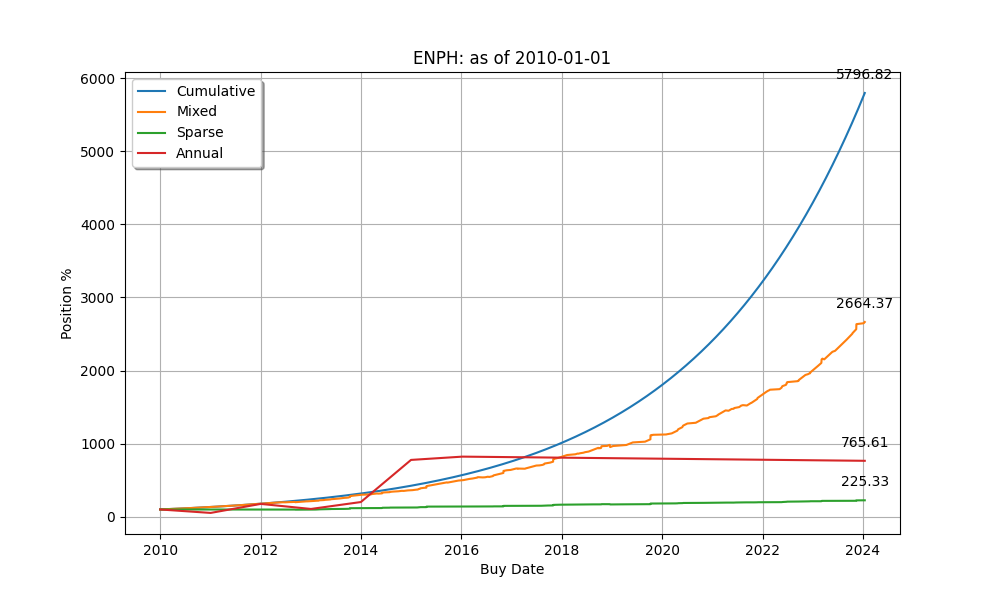 ENPH: as of 2010-01-01
5796.82
6000
Cumulative
Mixed
Sparse
Annual
5000
4000
3000
2664.37
2000
1000
765.61
225.33
0
Position %
2010 2012 2014 2016 2018 2020 2022 2024
Buy Date